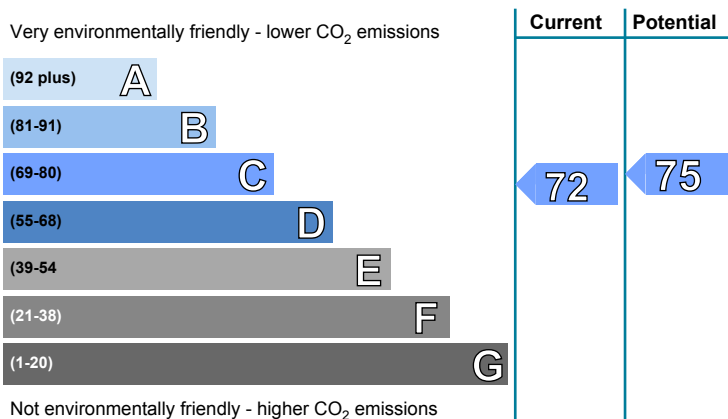 Current Potential
Very environmentally friendly - lower CO₂ emissions
(92 plus) A
(81-91) B
(69-80) C
72 75
(55-68) D
(39-54 E
(21-38) F
(1-20) G
Not environmentally friendly - higher CO₂ emissions